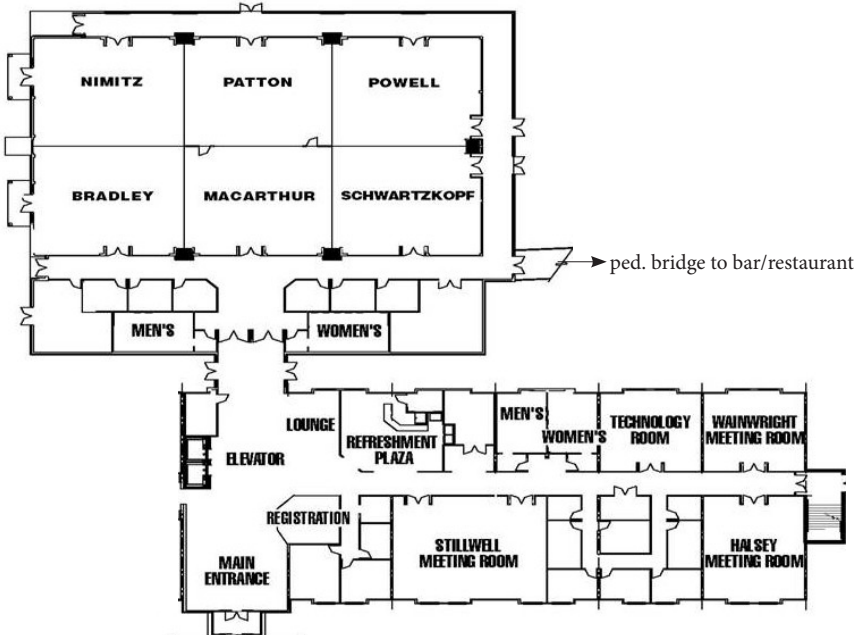 NIMITZ
PATTON
POWELL
BRADLEY
MACARTHUR
SCHWARTZKOPF
ped. bridge to bar/restaurant
MEN'S
WOMEN'S
LOUNGE
REFRESHMENT
PLAZA
MEN'S
WOMEN'S
TECHNOLOGY
ROOM
WAINWRIGHT
MEETING ROOM
ELEVATOR
REGISTRATION
MAIN
ENTRANCE
STILLWELL
MEETING ROOM
HALSEY
MEETING ROOM